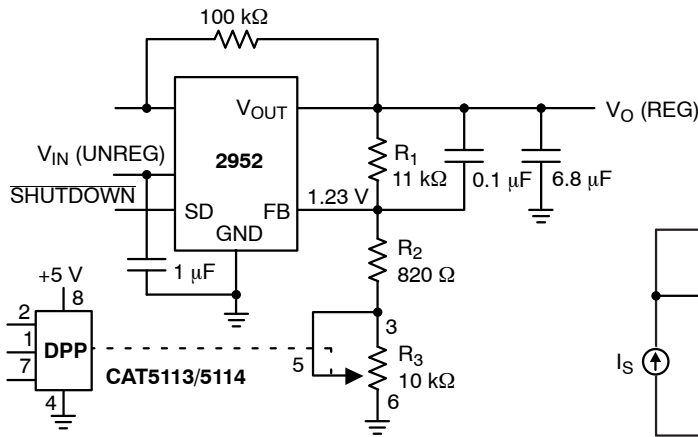 100 kΩ
V_OUT
V_O (REG)
V_IN (UNREG)
2952
R_1
11 kΩ
0.1 μF
6.8 μF
S̅H̅U̅T̅D̅O̅W̅N̅
1.23 V
SD
FB
GND
R_2
820 Ω
1 μF
+5 V
8
2
1
7
DPP
4
CAT5113/5114
3
5
R_3
10 kΩ
6
I_S